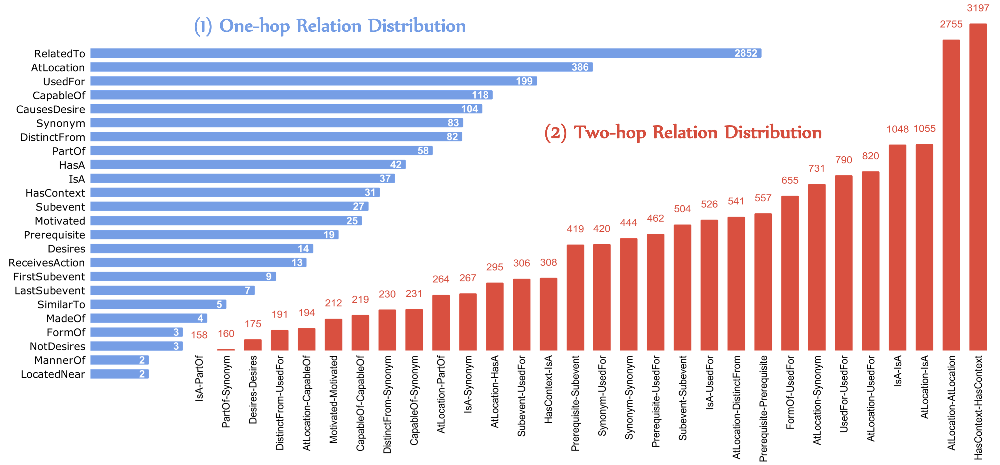 (1) One-hop Relation Distribution
RelatedTo 2852
AtLocation 386
UsedFor 199
CapableOf 118
CausesDesire 104
Synonym 83
DistinctFrom 82
PartOf 58
HasA 42
IsA 37
HasContext 31
Subevent 27
Motivated 25
Prerequisite 19
Desires 14
ReceivesAction 13
FirstSubevent 9
LastSubevent 7
SimilarTo 5
MadeOf 4
FormOf 3
NotDesires 3
MannerOf 2
LocatedNear 2
(2) Two-hop Relation Distribution
158 IsA-PartOf
160 PartOf-Synonym
175 Desires-Desires
191 DistinctFrom-UsedFor
194 AtLocation-CapableOf
212 Motivated-Motivated
219 CapableOf-CapableOf
230 DistinctFrom-Synonym
231 CapableOf-Synonym
264 AtLocation-PartOf
267 IsA-Synonym
295 AtLocation-HasA
306 Subevent-UsedFor
308 HasContext-IsA
419 Prerequisite-Subevent
420 Synonym-UsedFor
444 Synonym-Synonym
462 Prerequisite-UsedFor
504 Subevent-Subevent
526 IsA-UsedFor
541 AtLocation-DistinctFrom
557 Prerequisite-Prerequisite
655 FormOf-UsedFor
731 AtLocation-Synonym
790 UsedFor-UsedFor
820 AtLocation-UsedFor
1048 IsA-IsA
1055 AtLocation-IsA
2755 AtLocation-AtLocation
3197 HasContext-HasContext